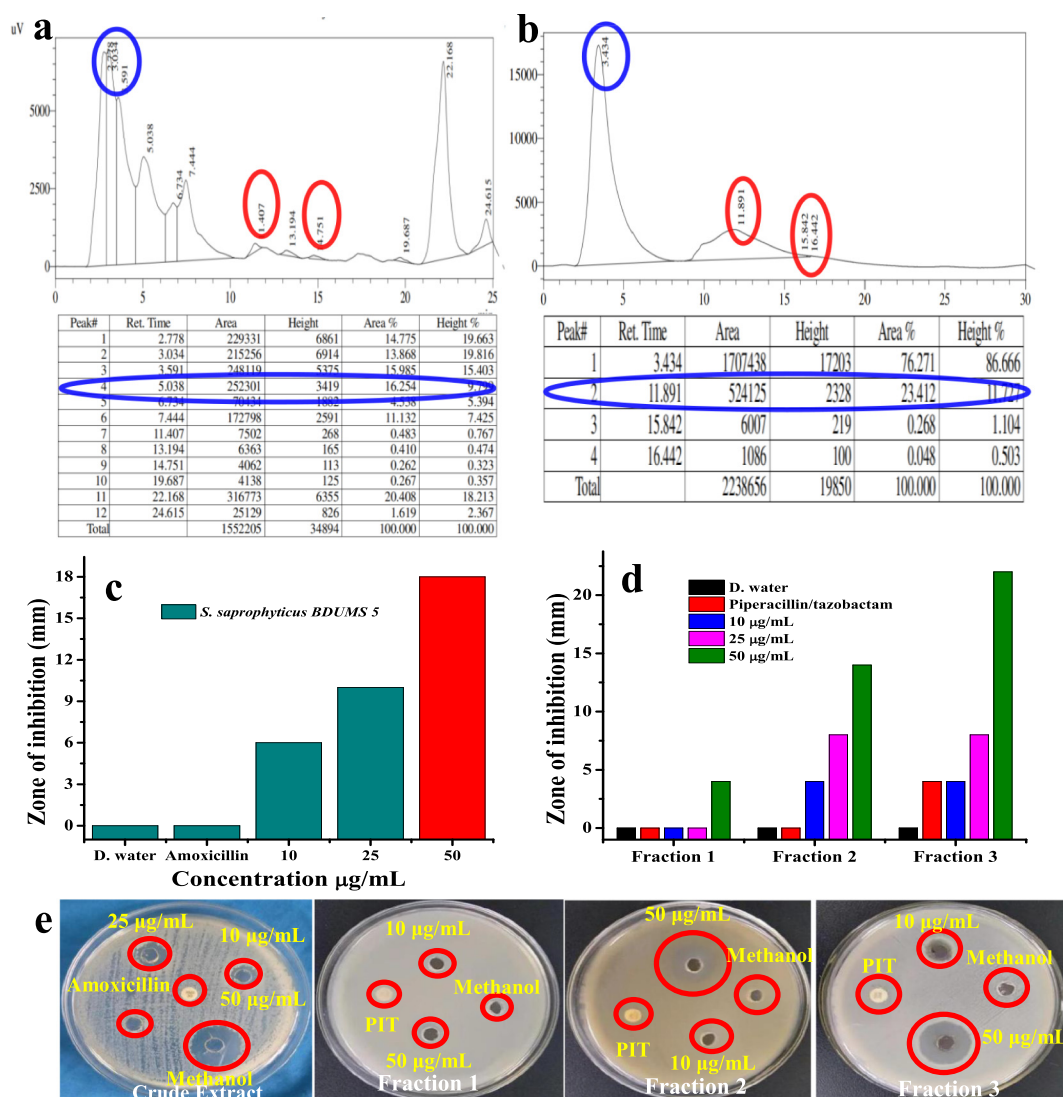 a
uV
5000
2500
0
2.778
3.034
3.591
5.038
6.734
7.444
1.407
13.194
4.751
19.687
22.168
24.615
0 5 10 15 20 25
Peak# Ret. Time Area Height Area % Height %
1 2.778 229331 6861 14.775 19.663
2 3.034 215256 6914 13.868 19.816
3 3.591 248119 5375 15.985 15.403
4 5.038 252301 3419 16.254
5 6.734 4.538 5.394
6 7.444 172798 2591 11.132 7.425
7 11.407 7502 268 0.483 0.767
8 13.194 6363 165 0.410 0.474
9 14.751 4062 113 0.262 0.323
10 19.687 4138 125 0.267 0.357
11 22.168 316773 6355 20.408 18.213
12 24.615 25129 826 1.619 2.367
Total 1552205 34894 100.000 100.000
b
15000
10000
5000
0
3.434
11.891
15.842
16.442
0 5 10 15 20 25 30
Peak# Ret. Time Area Height Area % Height %
1 3.434 1707438 17203 76.271 86.666
2 11.891 524125 2328 23.412
3 15.842 6007 219 0.268 1.104
4 16.442 1086 100 0.048 0.503
Total 2238656 19850 100.000 100.000
c
S. saprophyticus BDUMS 5
Zone of inhibition (mm)
18
15
12
9
6
3
0
D. water Amoxicillin 10 25 50
Concentration µg/mL
d
D. water
Piperacillin/tazobactam
10 µg/mL
25 µg/mL
50 µg/mL
Zone of inhibition (mm)
20
15
10
5
0
Fraction 1 Fraction 2 Fraction 3
e
25 µg/mL
10 µg/mL
Amoxicillin
50 µg/mL
Methanol
Crude Extract
10 µg/mL
Methanol
PIT
50 µg/mL
Fraction 1
50 µg/mL
Methanol
PIT
10 µg/mL
Fraction 2
10 µg/mL
Methanol
PIT
50 µg/mL
Fraction 3